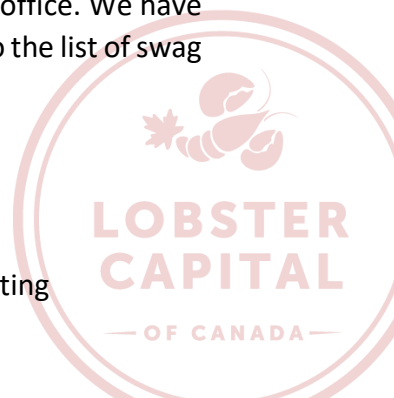 office. We have
the list of swag
LOBSTER
CAPITAL
OF CANADA
ting